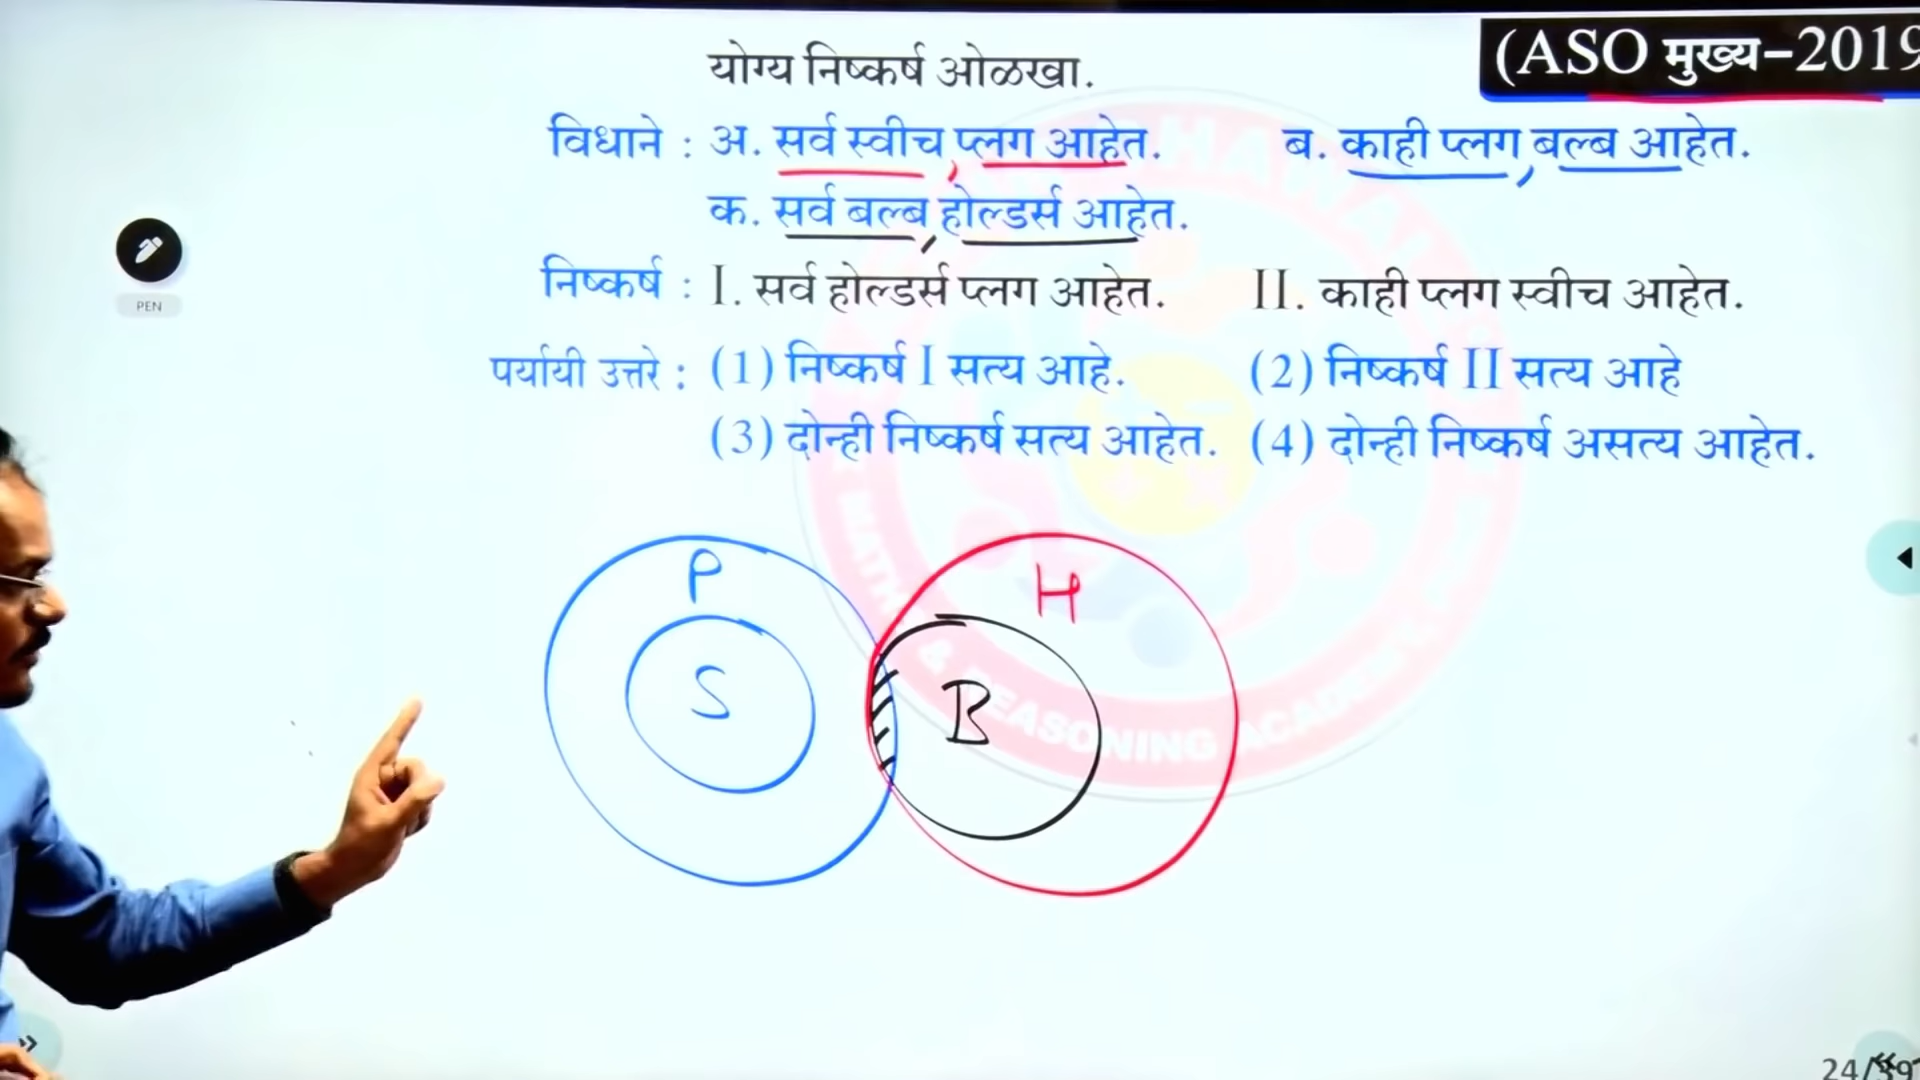 (ASO मुख्य–2019
योग्य निष्कर्ष ओळखा.
विधाने : अ. सर्व स्वीच, प्लग आहेत. ब. काही प्लग, बल्ब आहेत.
क. सर्व बल्ब, होल्डर्स आहेत.
निष्कर्ष : I. सर्व होल्डर्स प्लग आहेत. II. काही प्लग स्वीच आहेत.
पर्यायी उत्तरे : (1) निष्कर्ष I सत्य आहे. (2) निष्कर्ष II सत्य आहे
(3) दोन्ही निष्कर्ष सत्य आहेत. (4) दोन्ही निष्कर्ष असत्य आहेत.
PEN
P H
S B
& REASONING ACADEMY